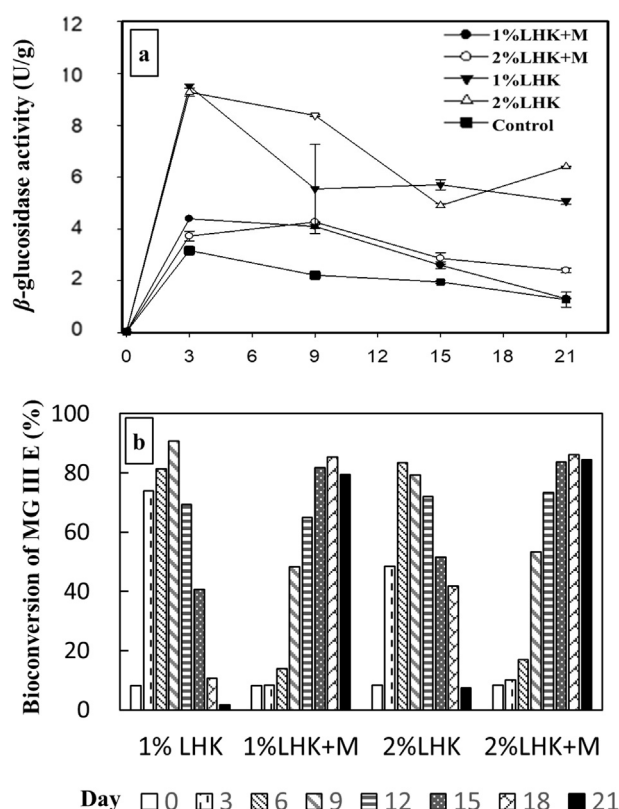 β-glucosidase activity (U/g)
a
12
10
8
6
4
2
0
1%LHK+M
2%LHK+M
1%LHK
2%LHK
Control
0 3 6 9 12 15 18 21
Bioconversion of MG III E (%)
b
100
80
60
40
20
0
1% LHK 1%LHK+M 2%LHK 2%LHK+M
Day 0 3 6 9 12 15 18 21